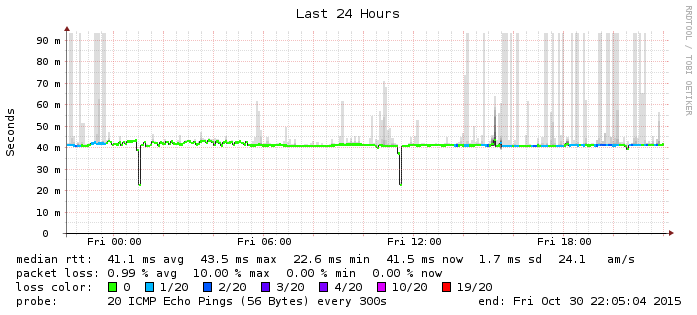 Last 24 Hours
RRDTOOL / TOBI OETIKER
Seconds
90 m
80 m
70 m
60 m
50 m
40 m
30 m
20 m
10 m
0
Fri 00:00 Fri 06:00 Fri 12:00 Fri 18:00
median rtt: 41.1 ms avg 43.5 ms max 22.6 ms min 41.5 ms now 1.7 ms sd 24.1 am/s
packet loss: 0.99 % avg 10.00 % max 0.00 % min 0.00 % now
loss color: 0 1/20 2/20 3/20 4/20 10/20 19/20
probe: 20 ICMP Echo Pings (56 Bytes) every 300s end: Fri Oct 30 22:05:04 2015